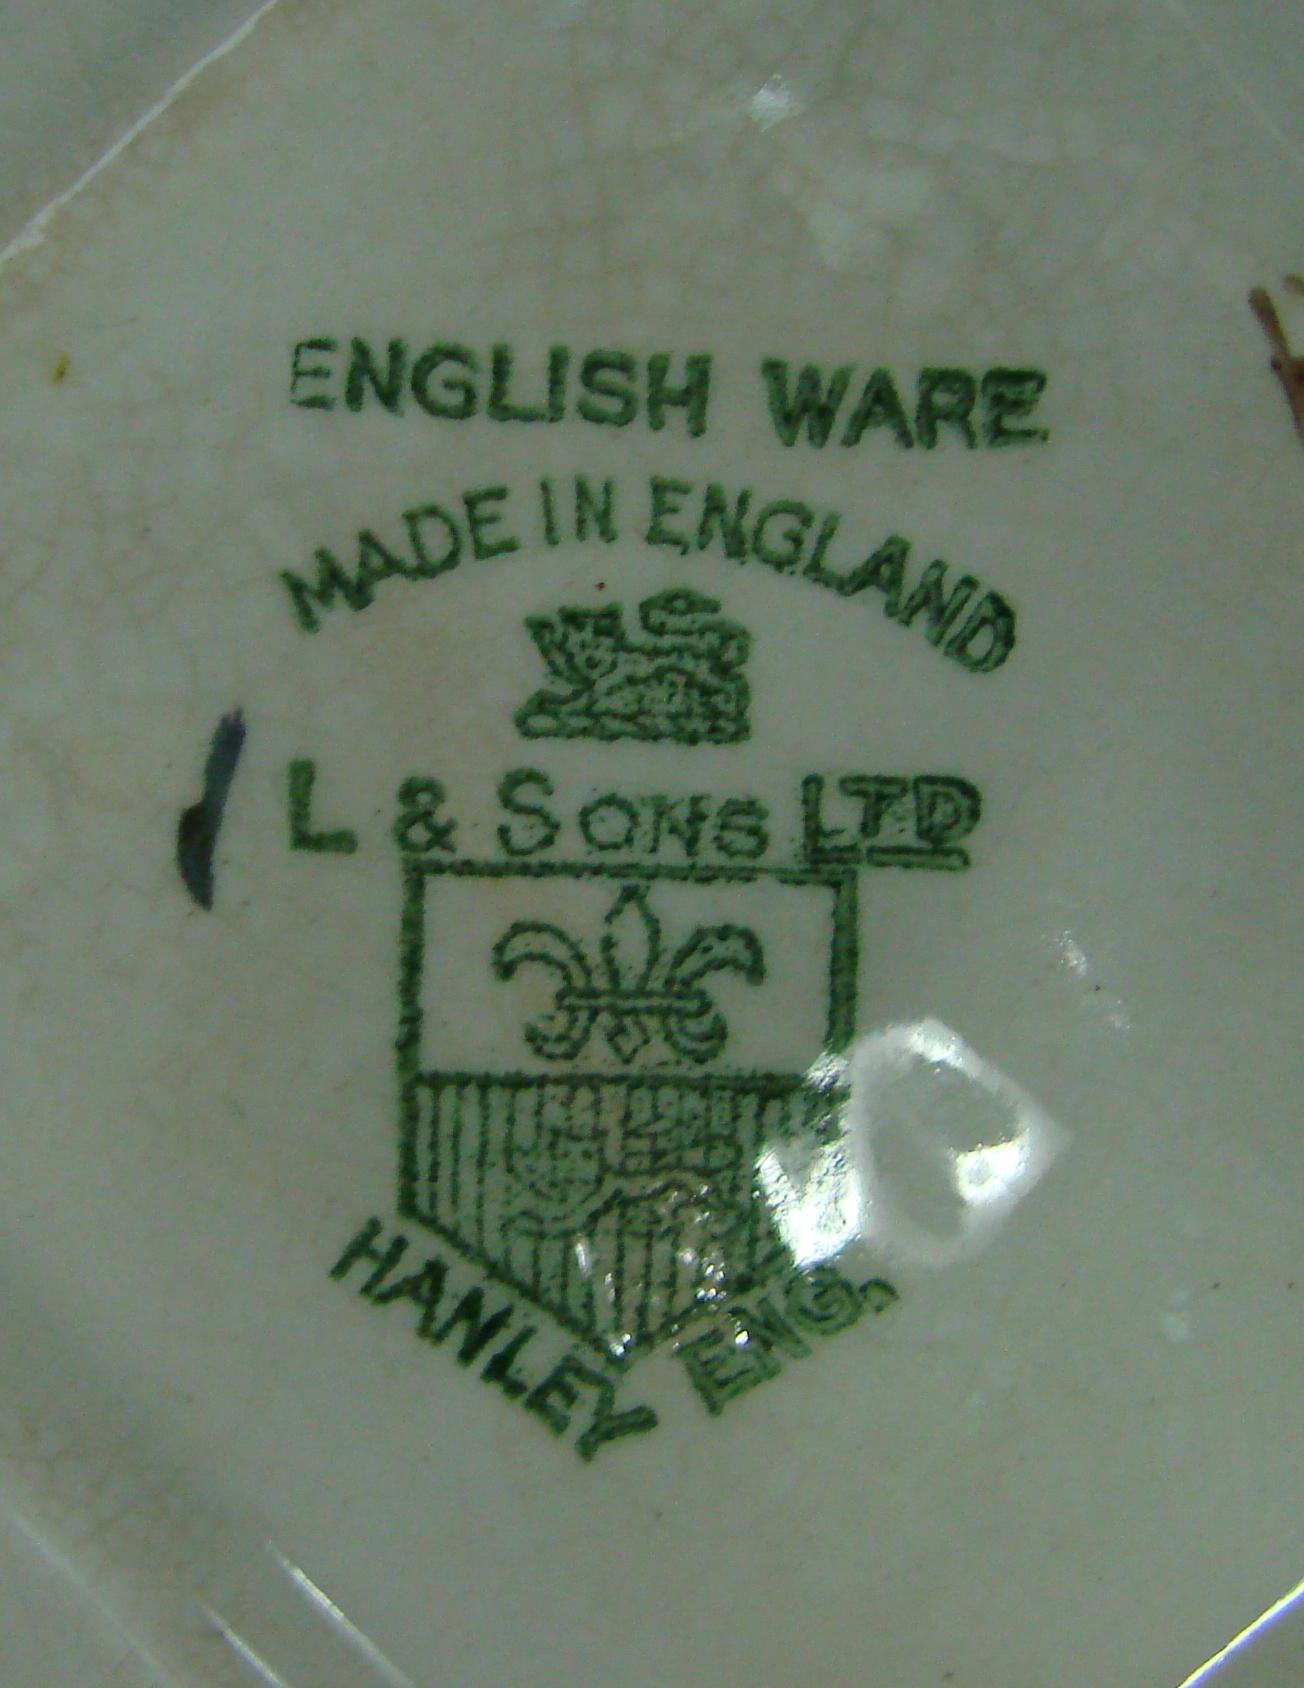 ENGLISH WARE
MADE IN ENGLAND
L & SONS LTD
HANLEY ENG.